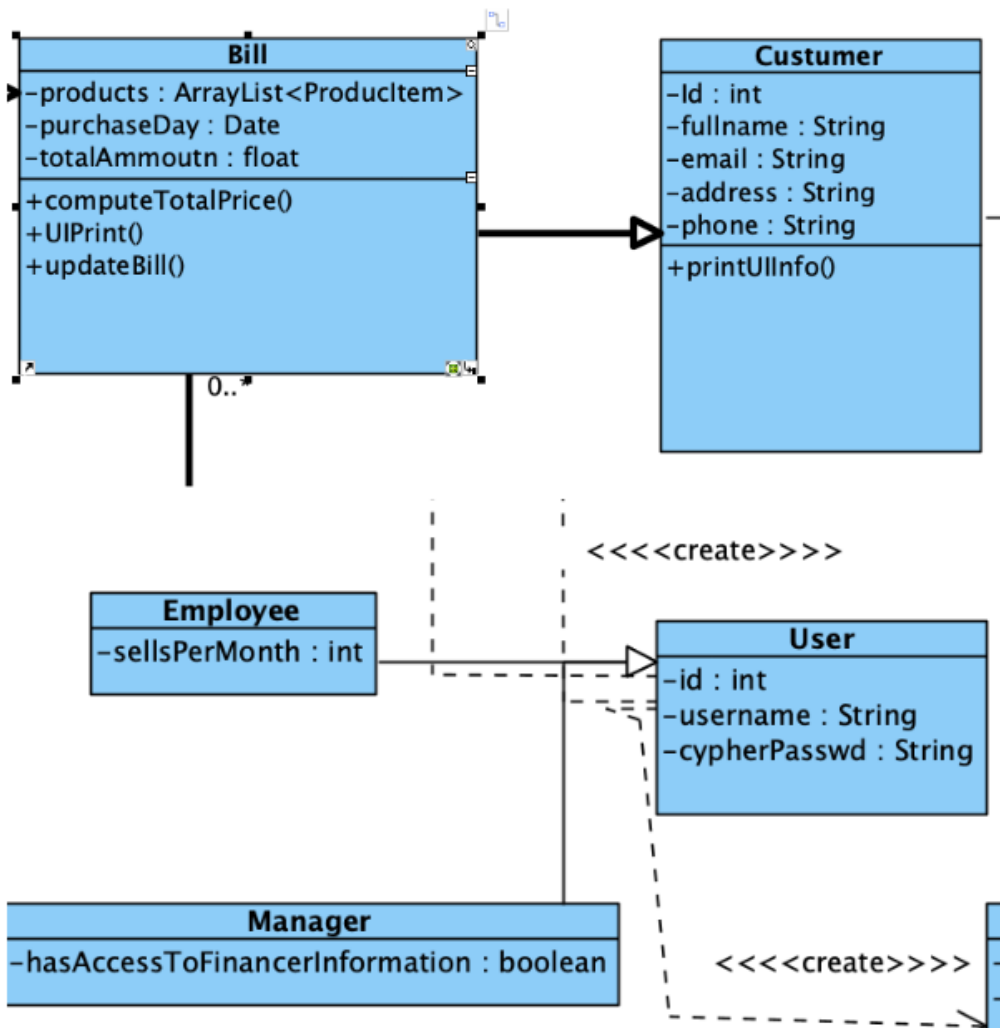 Bill
-products : ArrayList<ProducItem>
-purchaseDay : Date
-totalAmmoutn : float
+computeTotalPrice()
+UIPrint()
+updateBill()
0..*
Custumer
-Id : int
-fullname : String
-email : String
-address : String
-phone : String
+printUIInfo()
<<<<create>>>>
Employee
-sellsPerMonth : int
User
-id : int
-username : String
-cypherPasswd : String
Manager
-hasAccessToFinancerInformation : boolean
<<<<create>>>>